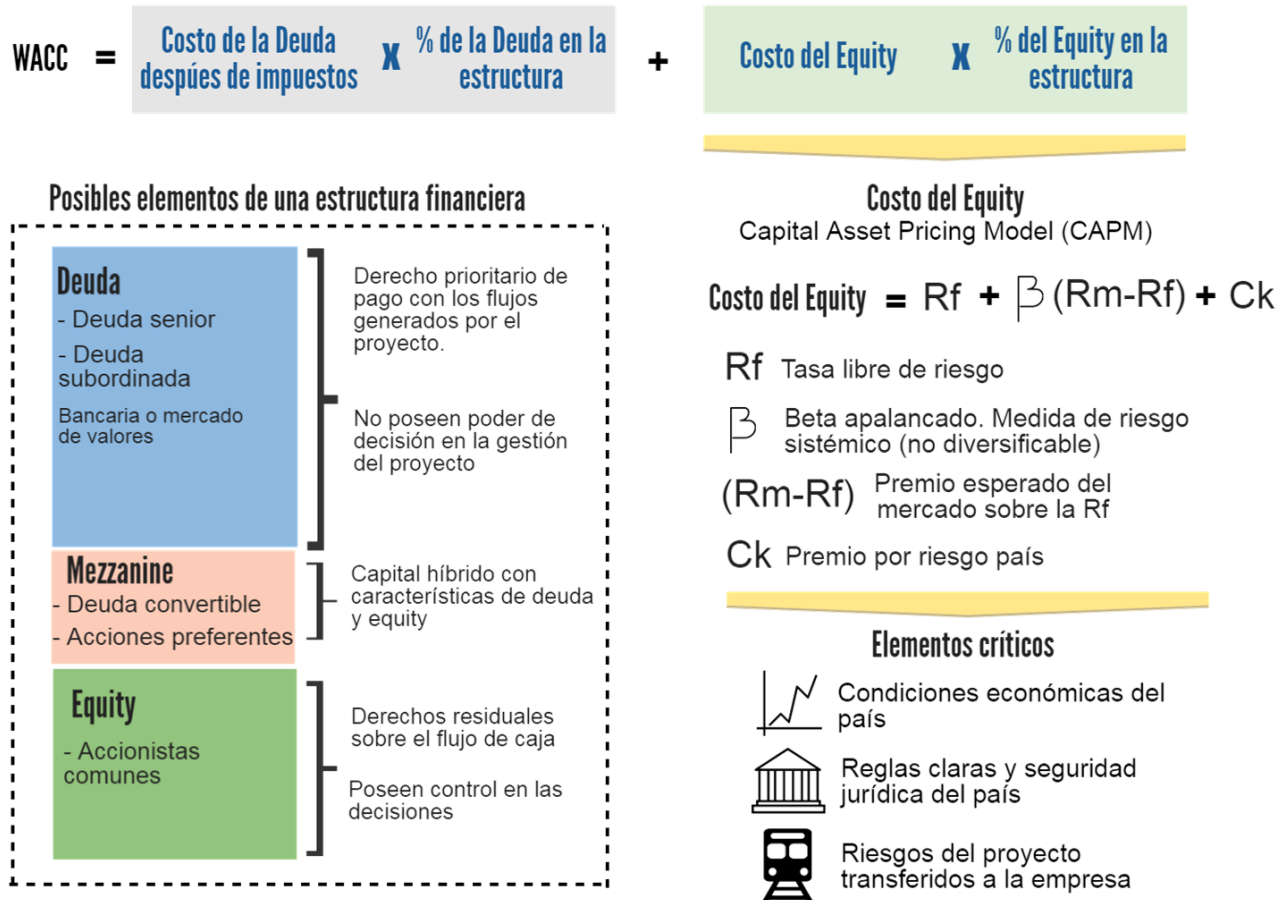 WACC = Costo de la Deuda despúes de impuestos X % de la Deuda en la estructura + Costo del Equity X % del Equity en la estructura
Posibles elementos de una estructura financiera
Deuda
- Deuda senior
- Deuda
subordinada
Bancaria o mercado
de valores
Derecho prioritario de
pago con los flujos
generados por el
proyecto.
No poseen poder de
decisión en la gestión
del proyecto
Mezzanine
- Deuda convertible
- Acciones preferentes
Capital híbrido con
características de deuda
y equity
Equity
- Accionistas
comunes
Derechos residuales
sobre el flujo de caja
Poseen control en las
decisiones
Costo del Equity
Capital Asset Pricing Model (CAPM)
Costo del Equity = Rf + β (Rm-Rf) + Ck
Rf Tasa libre de riesgo
β Beta apalancado. Medida de riesgo
sistémico (no diversificable)
(Rm-Rf) Premio esperado del
mercado sobre la Rf
Ck Premio por riesgo país
Elementos críticos
Condiciones económicas del
país
Reglas claras y seguridad
jurídica del país
Riesgos del proyecto
transferidos a la empresa